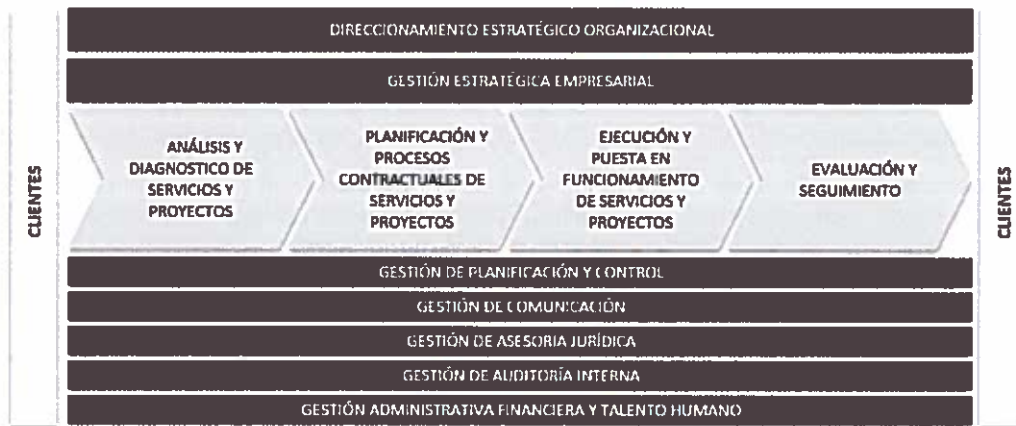 DIRECCIONAMIENTO ESTRATÉGICO ORGANIZACIONAL
GESTIÓN ESTRATÉGICA EMPRESARIAL
CLIENTES
ANÁLISIS Y
DIAGNOSTICO DE
SERVICIOS Y
PROYECTOS
PLANIFICACIÓN Y
PROCESOS
CONTRACTUALES DE
SERVICIOS Y
PROYECTOS
EJECUCIÓN Y
PUESTA EN
FUNCIONAMIENTO
DE SERVICIOS Y
PROYECTOS
EVALUACIÓN Y
SEGUIMIENTO
CLIENTES
GESTIÓN DE PLANIFICACIÓN Y CONTROL
GESTIÓN DE COMUNICACIÓN
GESTIÓN DE ASESORIA JURÍDICA
GESTIÓN DE AUDITORÍA INTERNA
GESTIÓN ADMINISTRATIVA FINANCIERA Y TALENTO HUMANO